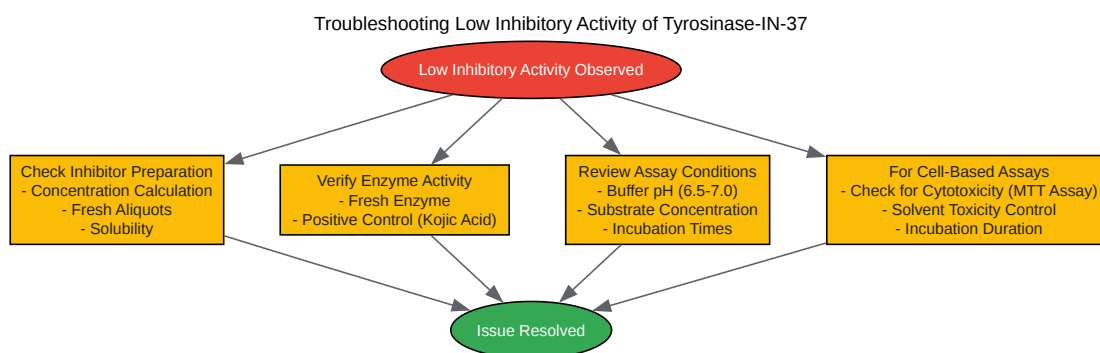 Troubleshooting Low Inhibitory Activity of Tyrosinase-IN-37
Low Inhibitory Activity Observed
Check Inhibitor Preparation
- Concentration Calculation
- Fresh Aliquots
- Solubility
Verify Enzyme Activity
- Fresh Enzyme
- Positive Control (Kojic Acid)
Review Assay Conditions
- Buffer pH (6.5-7.0)
- Substrate Concentration
- Incubation Times
For Cell-Based Assays
- Check for Cytotoxicity (MTT Assay)
- Solvent Toxicity Control
- Incubation Duration
Issue Resolved